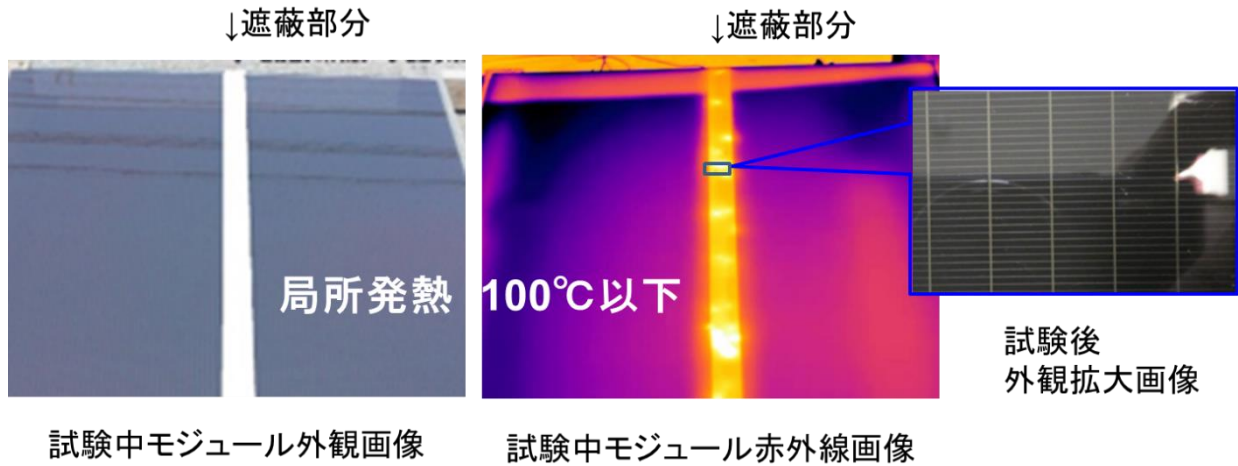 ↓遮蔽部分
↓遮蔽部分
局所発熱 100℃以下
試験後
外観拡大画像
試験中モジュール外観画像
試験中モジュール赤外線画像